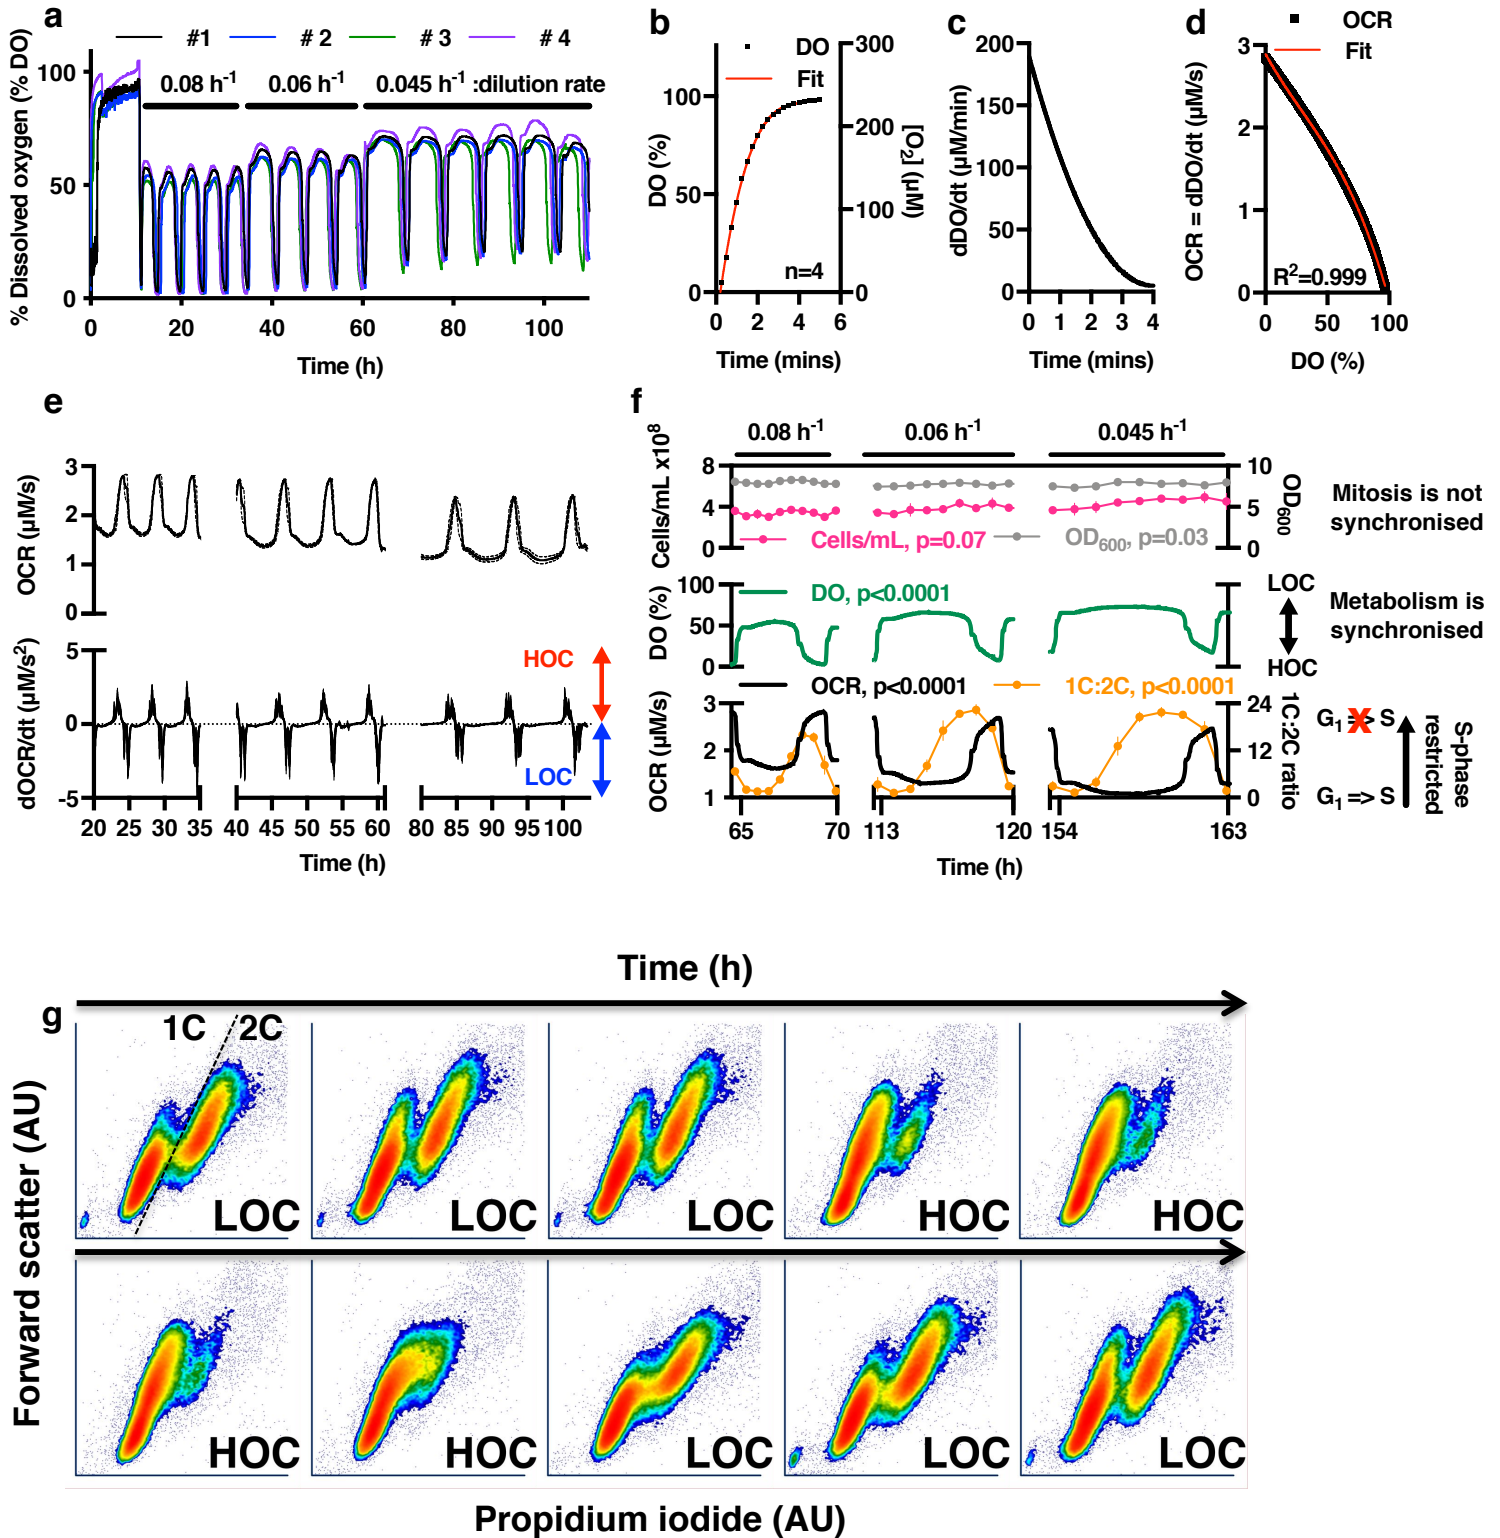 a
#1 # 2 # 3 # 4
% Dissolved oxygen (% DO)
100
50
0
0.08 h-1 0.06 h-1 0.045 h-1 :dilution rate
0 20 40 60 80 100
Time (h)
b
DO
Fit
DO (%)
100
50
0
300
200
100
0
[O2] (µM)
n=4
0 2 4 6
Time (mins)
c
dDO/dt (µM/min)
200
150
100
50
0
0 1 2 3 4
Time (mins)
d
OCR
Fit
OCR = dDO/dt (µM/s)
3
2
1
0
R2=0.999
0 50 100
DO (%)
e
OCR (µM/s)
3
2
1
0
dOCR/dt (µM/s2)
5
0
-5
HOC
LOC
20 25 30 35 40 45 50 55 60 80 85 90 95 100
Time (h)
f
0.08 h-1 0.06 h-1 0.045 h-1
Cells/mL x108
8
4
0
10
5
0
OD600
Cells/mL, p=0.07 OD600, p=0.03
Mitosis is not
synchronised
DO (%)
100
50
0
DO, p<0.0001
LOC
HOC
Metabolism is
synchronised
OCR (µM/s)
3
2
1
OCR, p<0.0001 1C:2C, p<0.0001
24
12
0
1C:2C ratio
G1 => S
X
G1 => S
S-phase
restricted
65 70 113 120 154 163
Time (h)
g
Time (h)
Forward scatter (AU)
1C 2C
LOC LOC LOC HOC HOC
HOC HOC LOC LOC LOC
Propidium iodide (AU)